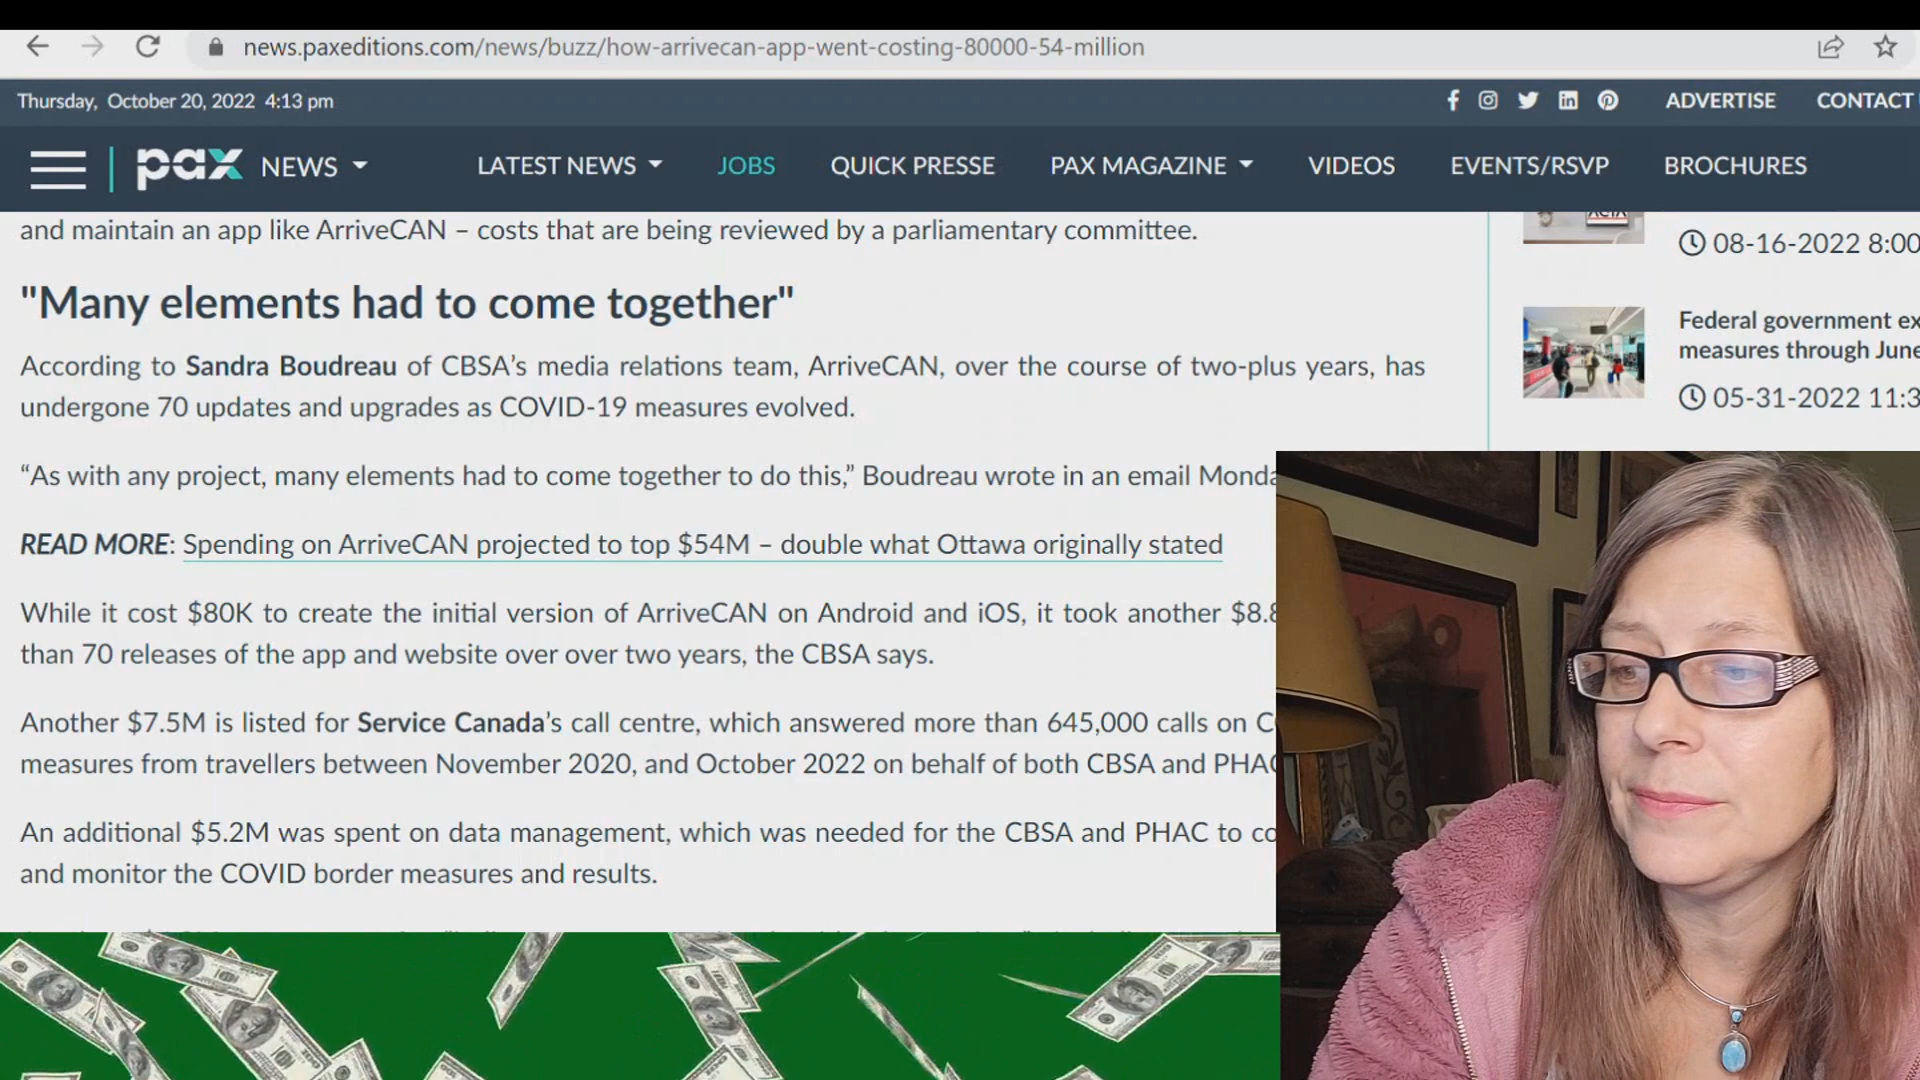 news.paxeditions.com/news/buzz/how-arrivecan-app-went-costing-80000-54-million
Thursday, October 20, 2022 4:13 pm
ADVERTISE CONTACT
pax NEWS LATEST NEWS JOBS QUICK PRESSE PAX MAGAZINE VIDEOS EVENTS/RSVP BROCHURES
and maintain an app like ArriveCAN – costs that are being reviewed by a parliamentary committee.
"Many elements had to come together"
According to Sandra Boudreau of CBSA’s media relations team, ArriveCAN, over the course of two-plus years, has
undergone 70 updates and upgrades as COVID-19 measures evolved.
“As with any project, many elements had to come together to do this,” Boudreau wrote in an email Monda
READ MORE: Spending on ArriveCAN projected to top $54M – double what Ottawa originally stated
While it cost $80K to create the initial version of ArriveCAN on Android and iOS, it took another $8.8
than 70 releases of the app and website over over two years, the CBSA says.
Another $7.5M is listed for Service Canada’s call centre, which answered more than 645,000 calls on C
measures from travellers between November 2020, and October 2022 on behalf of both CBSA and PHAC
An additional $5.2M was spent on data management, which was needed for the CBSA and PHAC to co
and monitor the COVID border measures and results.
08-16-2022 8:00
Federal government ex
measures through June
05-31-2022 11:3